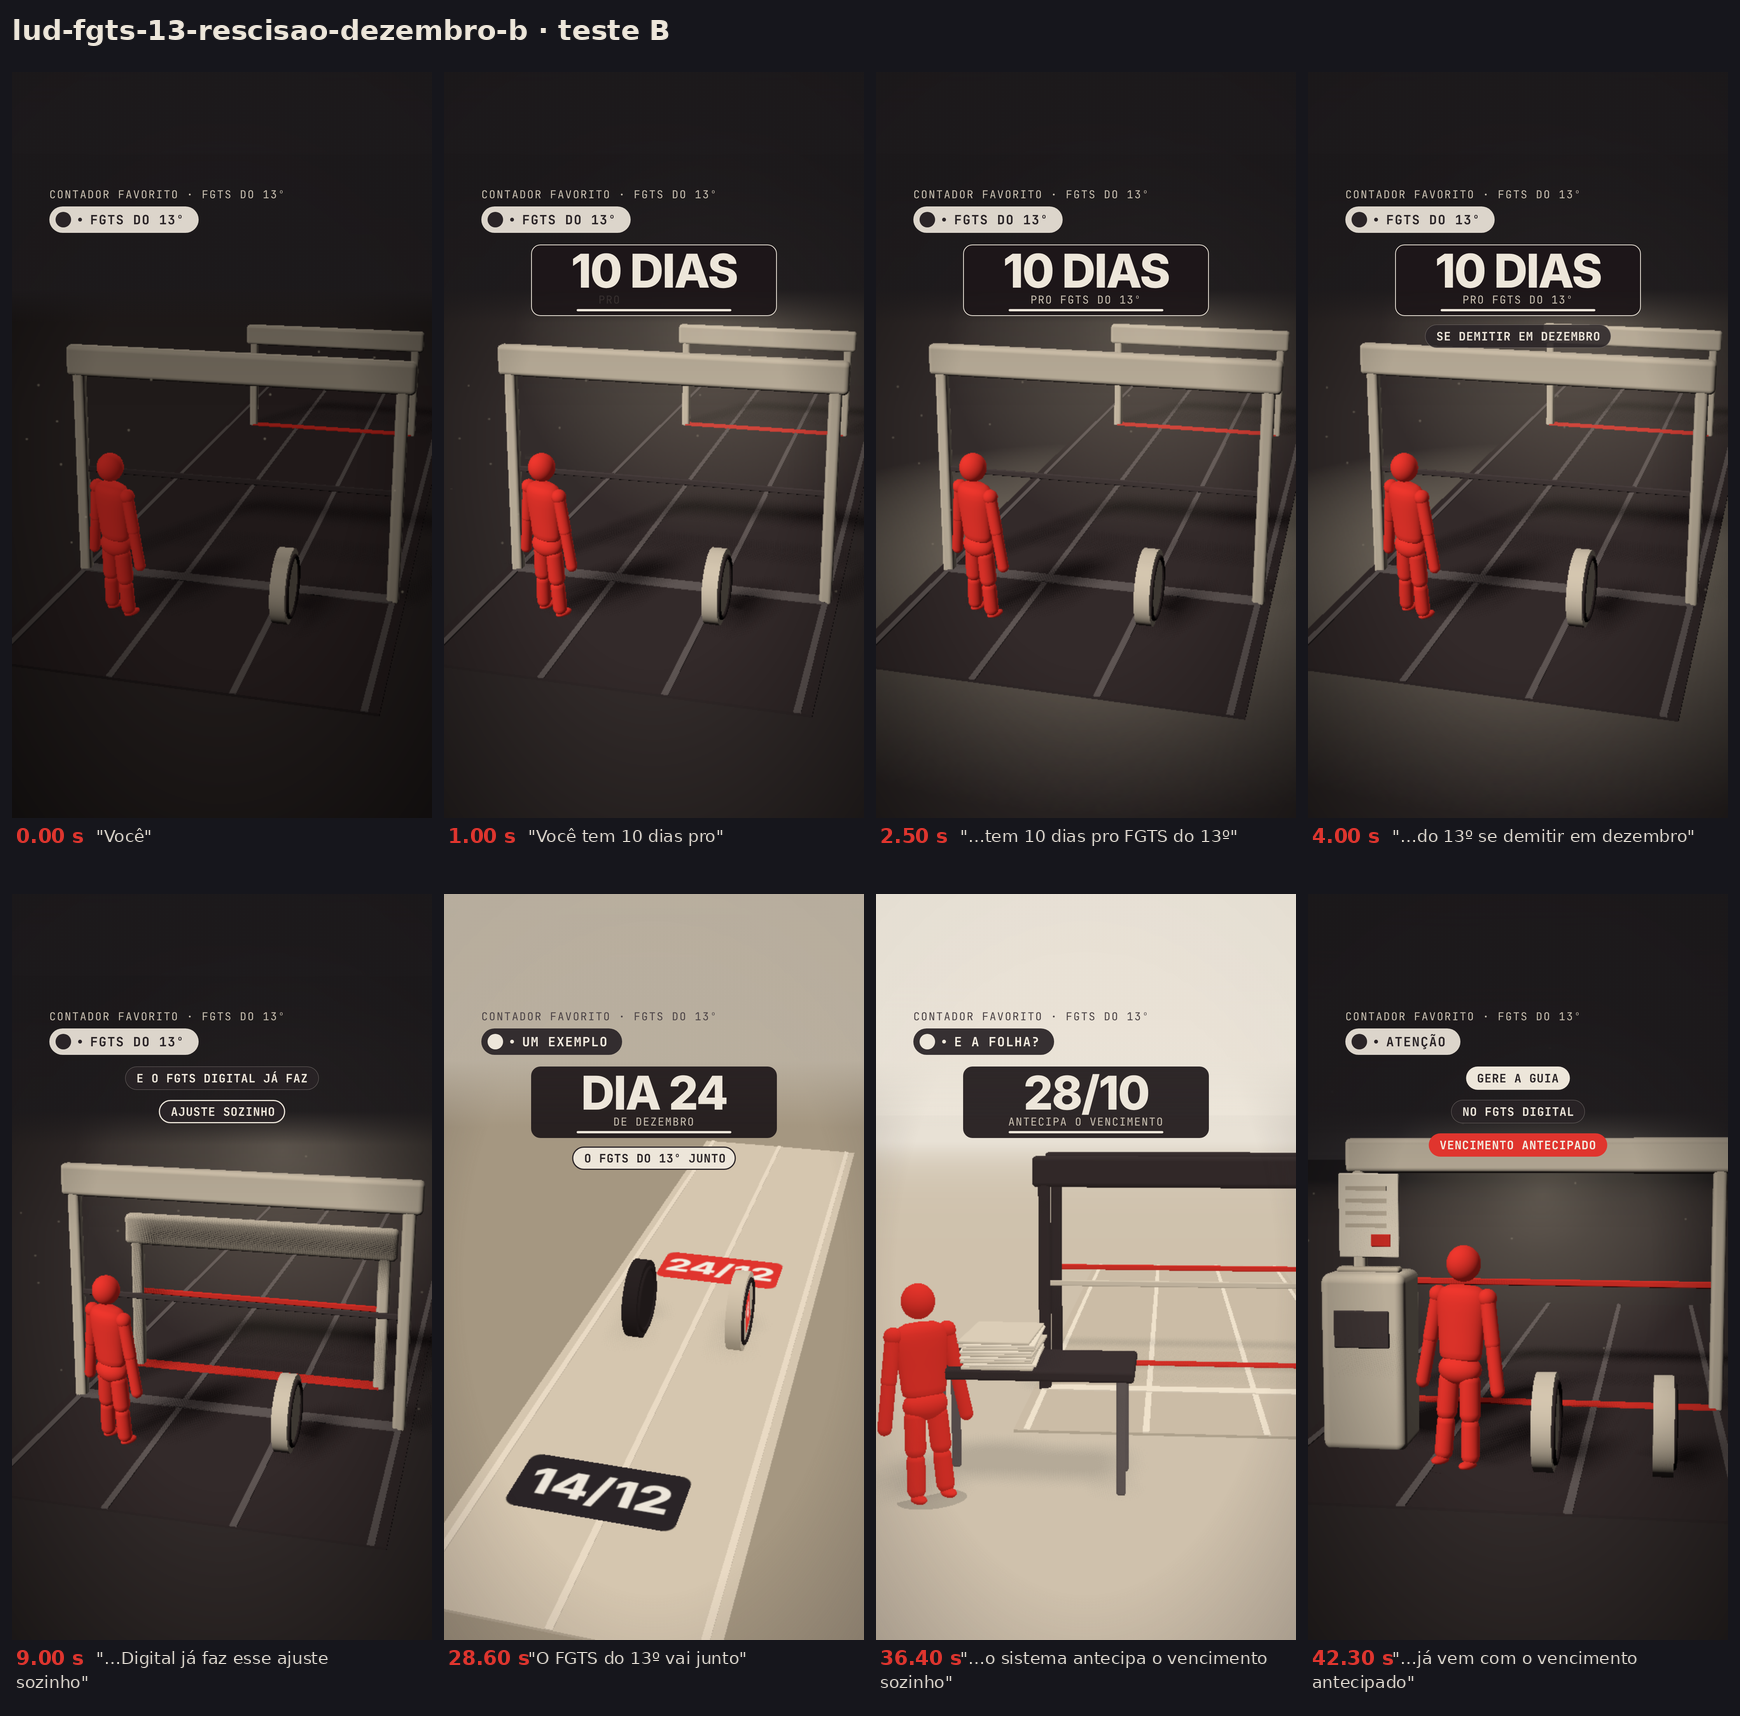 lud-fgts-13-rescisao-dezembro-b · teste B
CONTADOR FAVORITO · FGTS DO 13°
• FGTS DO 13°
0.00 s "Você"
CONTADOR FAVORITO · FGTS DO 13°
• FGTS DO 13°
10 DIAS
PRO
1.00 s "Você tem 10 dias pro"
CONTADOR FAVORITO · FGTS DO 13°
• FGTS DO 13°
10 DIAS
PRO FGTS DO 13°
2.50 s "...tem 10 dias pro FGTS do 13º"
CONTADOR FAVORITO · FGTS DO 13°
• FGTS DO 13°
10 DIAS
PRO FGTS DO 13°
SE DEMITIR EM DEZEMBRO
4.00 s "...do 13º se demitir em dezembro"
CONTADOR FAVORITO · FGTS DO 13°
• FGTS DO 13°
E O FGTS DIGITAL JÁ FAZ
AJUSTE SOZINHO
9.00 s "...Digital já faz esse ajuste
sozinho"
CONTADOR FAVORITO · FGTS DO 13°
• UM EXEMPLO
DIA 24
DE DEZEMBRO
O FGTS DO 13° JUNTO
24/12
14/12
28.60 s "O FGTS do 13º vai junto"
CONTADOR FAVORITO · FGTS DO 13°
• E A FOLHA?
28/10
ANTECIPA O VENCIMENTO
36.40 s "...o sistema antecipa o vencimento
sozinho"
CONTADOR FAVORITO · FGTS DO 13°
• ATENÇÃO
GERE A GUIA
NO FGTS DIGITAL
VENCIMENTO ANTECIPADO
42.30 s "...já vem com o vencimento
antecipado"